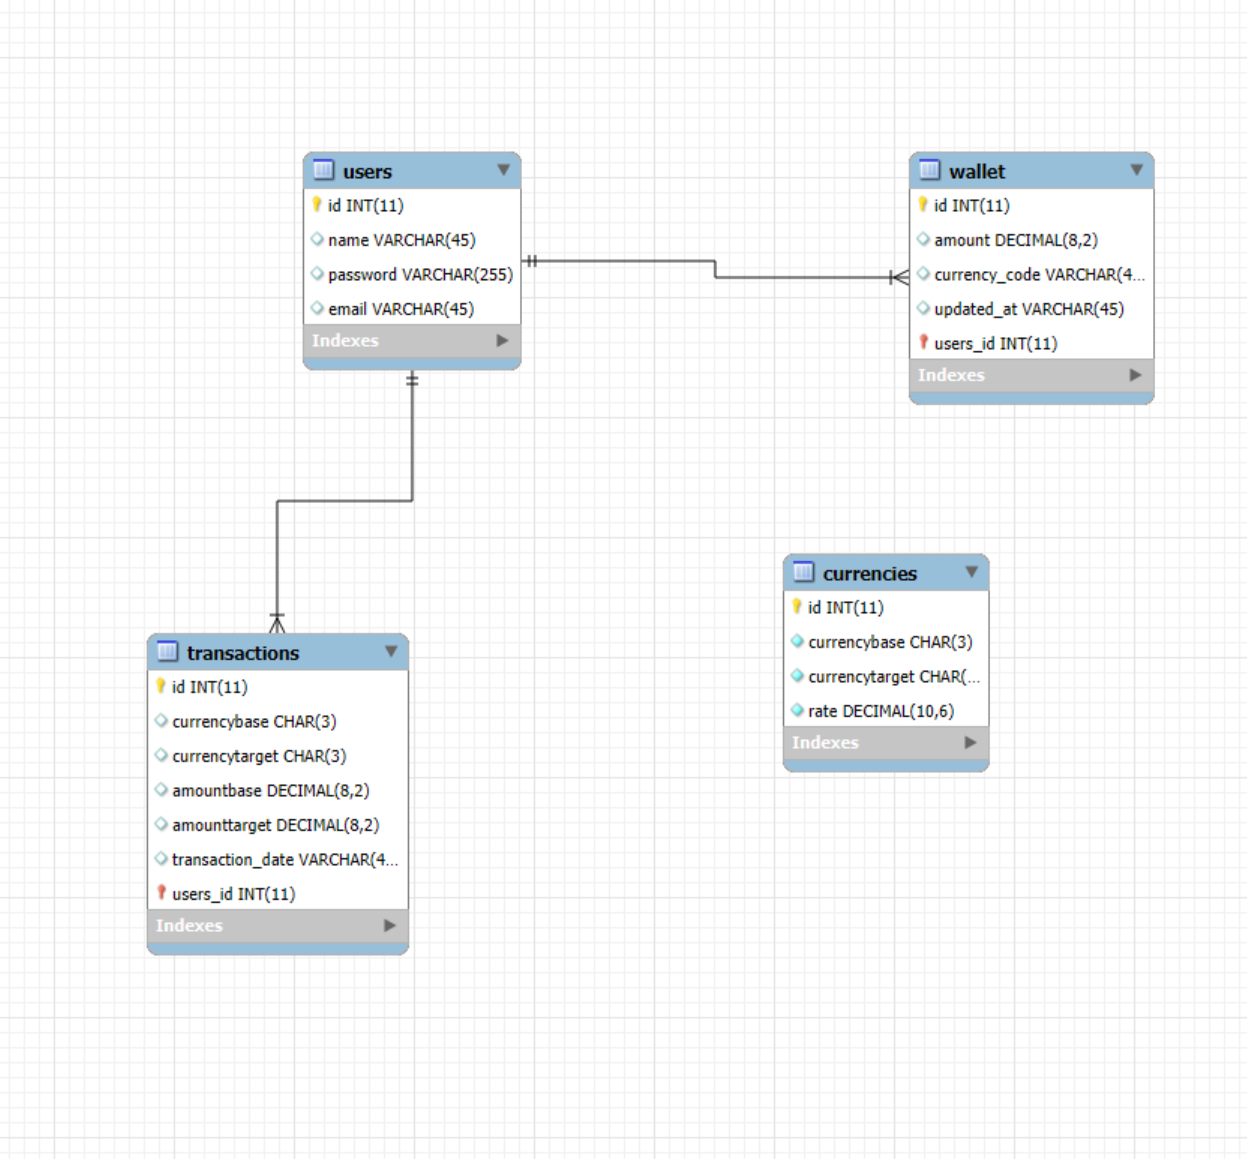 users
id INT(11)
name VARCHAR(45)
password VARCHAR(255)
email VARCHAR(45)
Indexes
wallet
id INT(11)
amount DECIMAL(8,2)
currency_code VARCHAR(4...
updated_at VARCHAR(45)
users_id INT(11)
Indexes
currencies
id INT(11)
currencybase CHAR(3)
currencytarget CHAR(...
rate DECIMAL(10,6)
Indexes
transactions
id INT(11)
currencybase CHAR(3)
currencytarget CHAR(3)
amountbase DECIMAL(8,2)
amounttarget DECIMAL(8,2)
transaction_date VARCHAR(4...
users_id INT(11)
Indexes